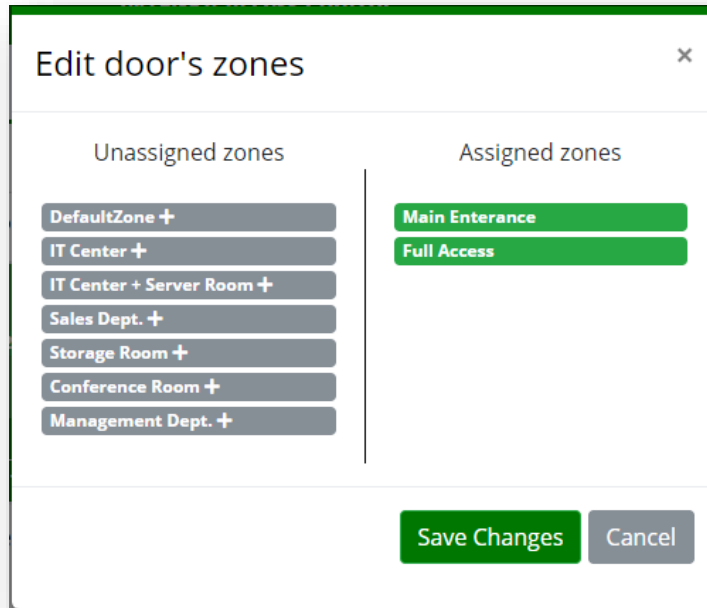 Edit door's zones
×
Unassigned zones
DefaultZone +
IT Center +
IT Center + Server Room +
Sales Dept. +
Storage Room +
Conference Room +
Management Dept. +
Assigned zones
Main Enterance
Full Access
Save Changes
Cancel